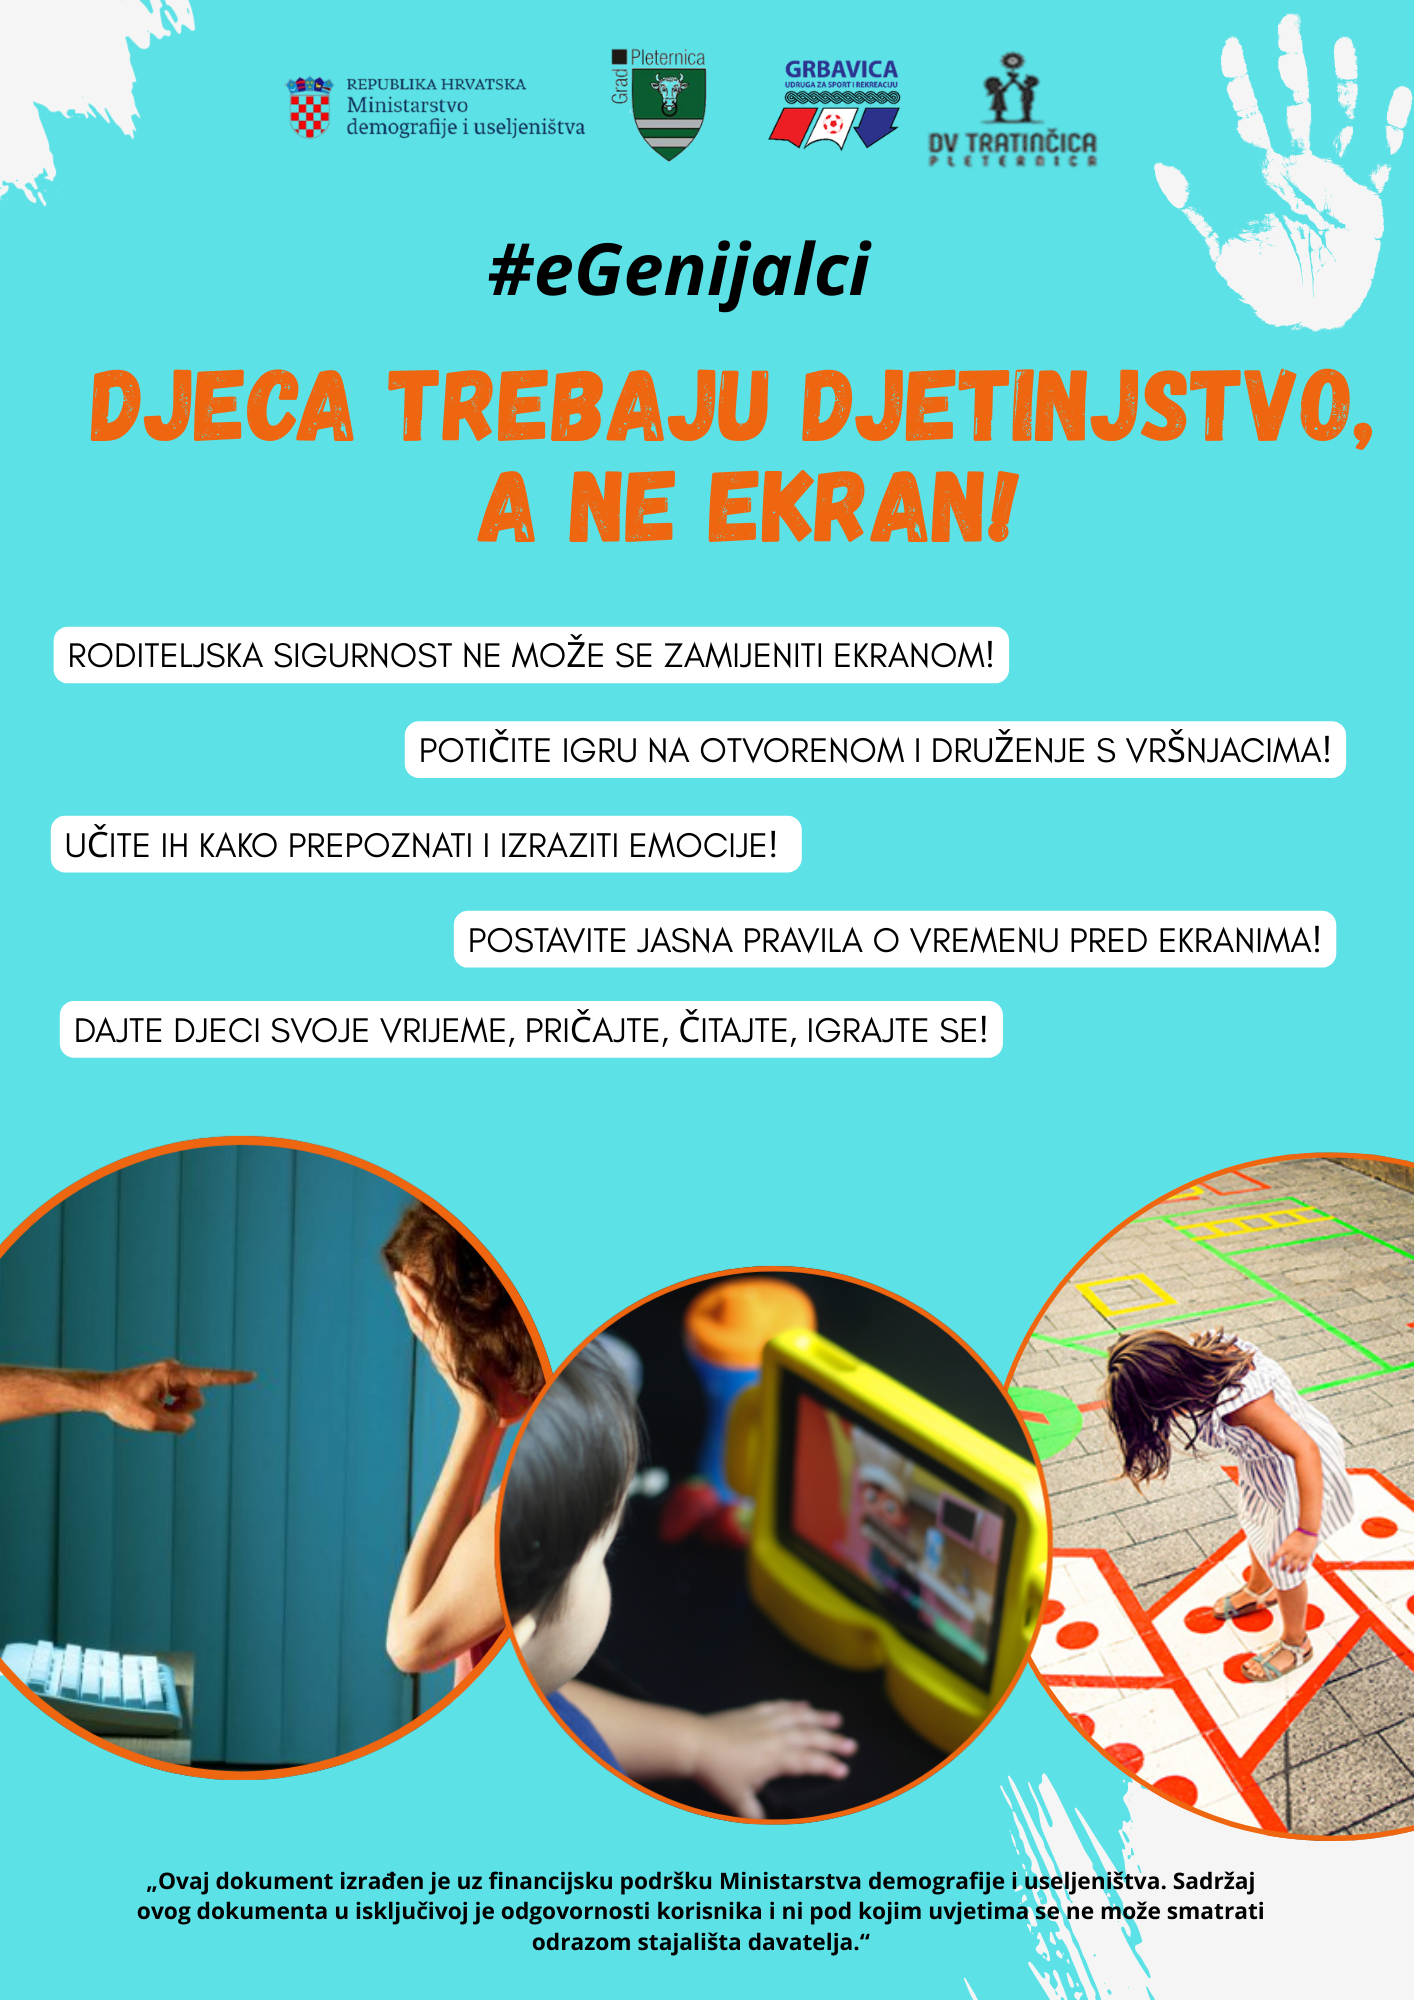 REPUBLIKA HRVATSKA
Ministarstvo
demografije i useljeništva
Grad Pleternica
GRBAVICA
UDRUGA ZA SPORT I REKREACIJU
DV TRATINČICA
PLETERNICA
#eGenijalci
DJECA TREBAJU DJETINJSTVO,
A NE EKRAN!
RODITELJSKA SIGURNOST NE MOŽE SE ZAMIJENITI EKRANOM!
POTIČITE IGRU NA OTVORENOM I DRUŽENJE S VRŠNJACIMA!
UČITE IH KAKO PREPOZNATI I IZRAZITI EMOCIJE!
POSTAVITE JASNA PRAVILA O VREMENU PRED EKRANIMA!
DAJTE DJECI SVOJE VRIJEME, PRIČAJTE, ČITAJTE, IGRAJTE SE!
„Ovaj dokument izrađen je uz financijsku podršku Ministarstva demografije i useljeništva. Sadržaj
ovog dokumenta u isključivoj je odgovornosti korisnika i ni pod kojim uvjetima se ne može smatrati
odrazom stajališta davatelja.“